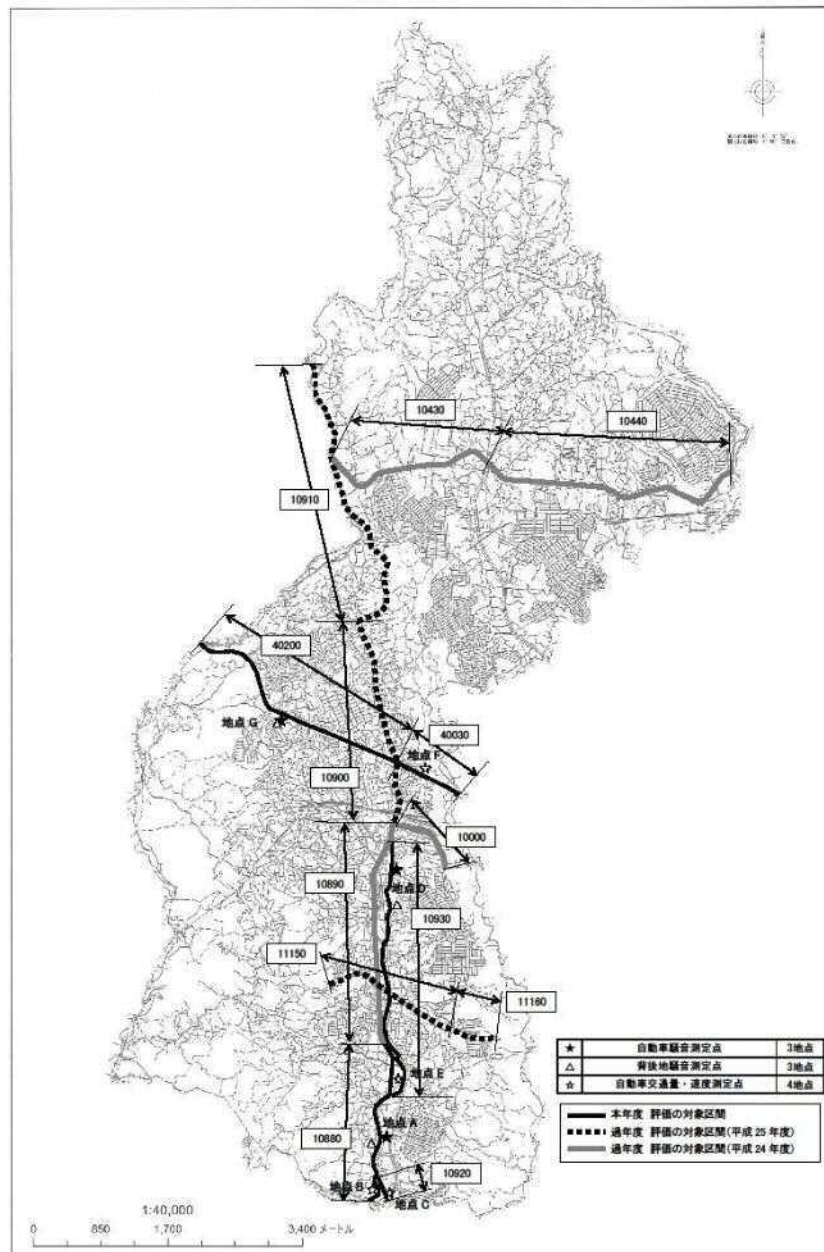 10430
10440
10910
40200
地点 G
40030
地点 F
10900
10000
10890
地点 D
10930
11150
11160
地点 E
地点 A
10880
10920
地点 B
地点 C
★ 自動車騒音測定点 3地点
△ 背後地騒音測定点 3地点
☆ 自動車交通量・速度測定点 4地点
本年度 評価の対象区間
過年度 評価の対象区間(平成 25 年度)
過年度 評価の対象区間(平成 24 年度)
1:40,000
0 850 1,700 3,400 メートル